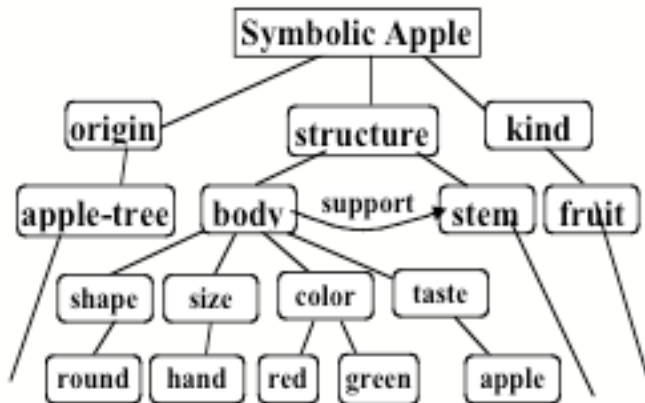 Symbolic Apple
origin
structure
kind
apple-tree
body
support
stem
fruit
shape
size
color
taste
round
hand
red
green
apple